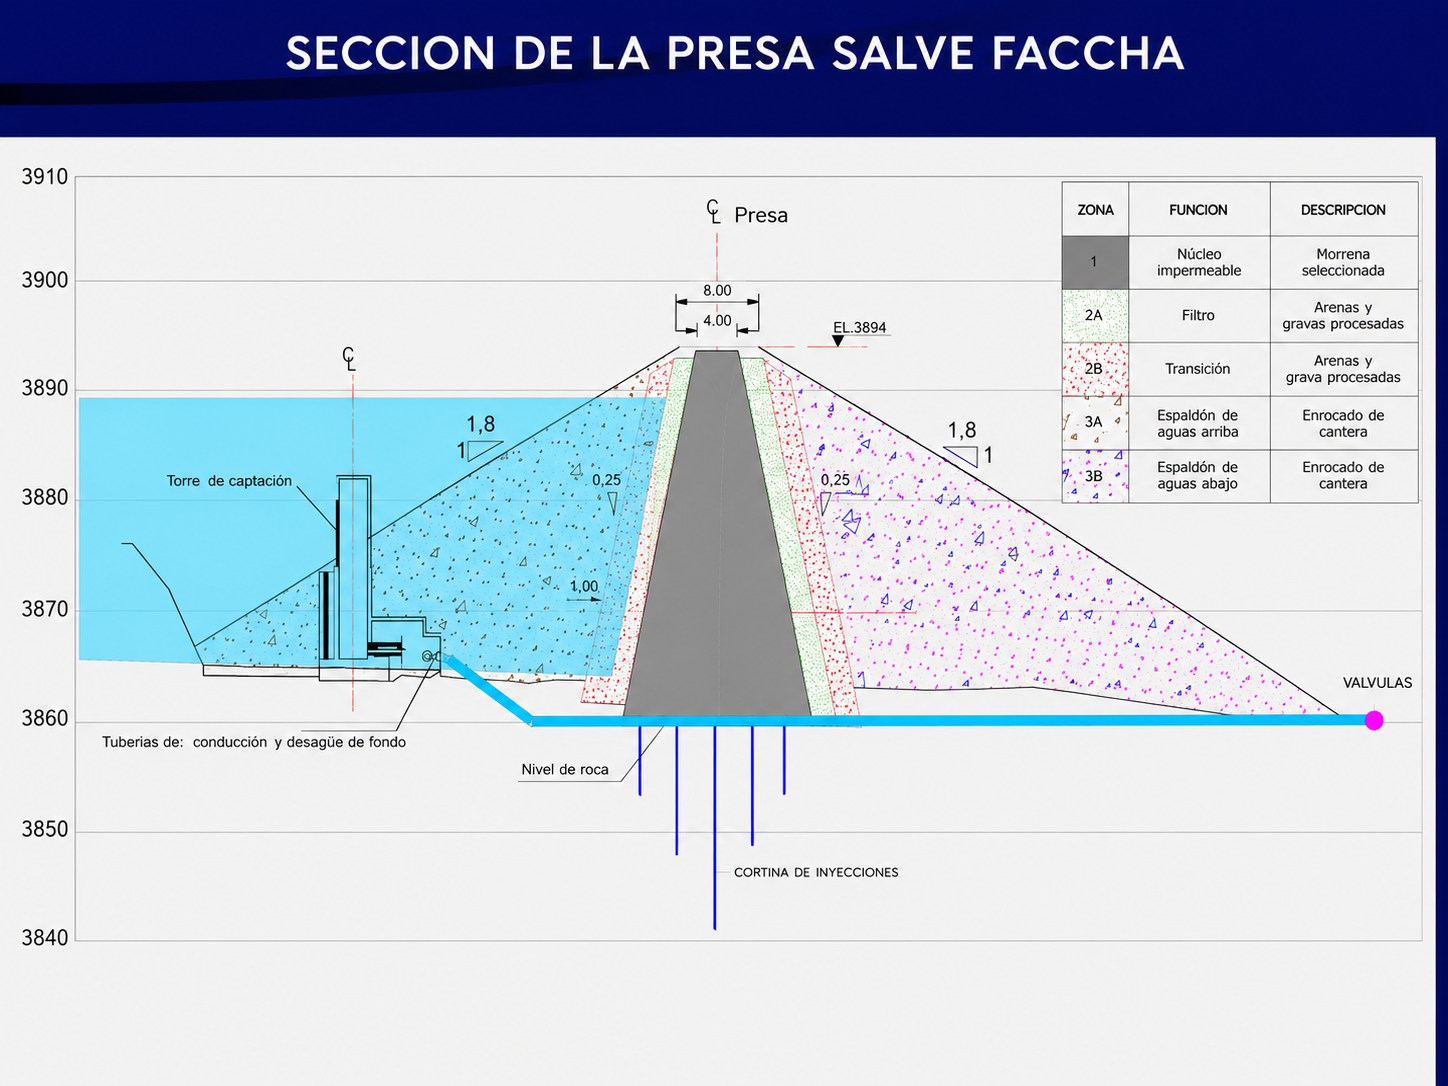 SECCION DE LA PRESA SALVE FACCHA
3910
3900
3890
3880
3870
3860
3850
3840
℄ Presa
8.00
4.00
EL.3894
℄
1,8
1
1,8
1
0,25
0,25
1,00
Torre de captación
Tuberias de: conducción y desagüe de fondo
Nivel de roca
CORTINA DE INYECCIONES
VALVULAS
ZONA FUNCION DESCRIPCION
1 Núcleo impermeable Morrena seleccionada
2A Filtro Arenas y gravas procesadas
2B Transición Arenas y grava procesadas
3A Espaldón de aguas arriba Enrocado de cantera
3B Espaldón de aguas abajo Enrocado de cantera